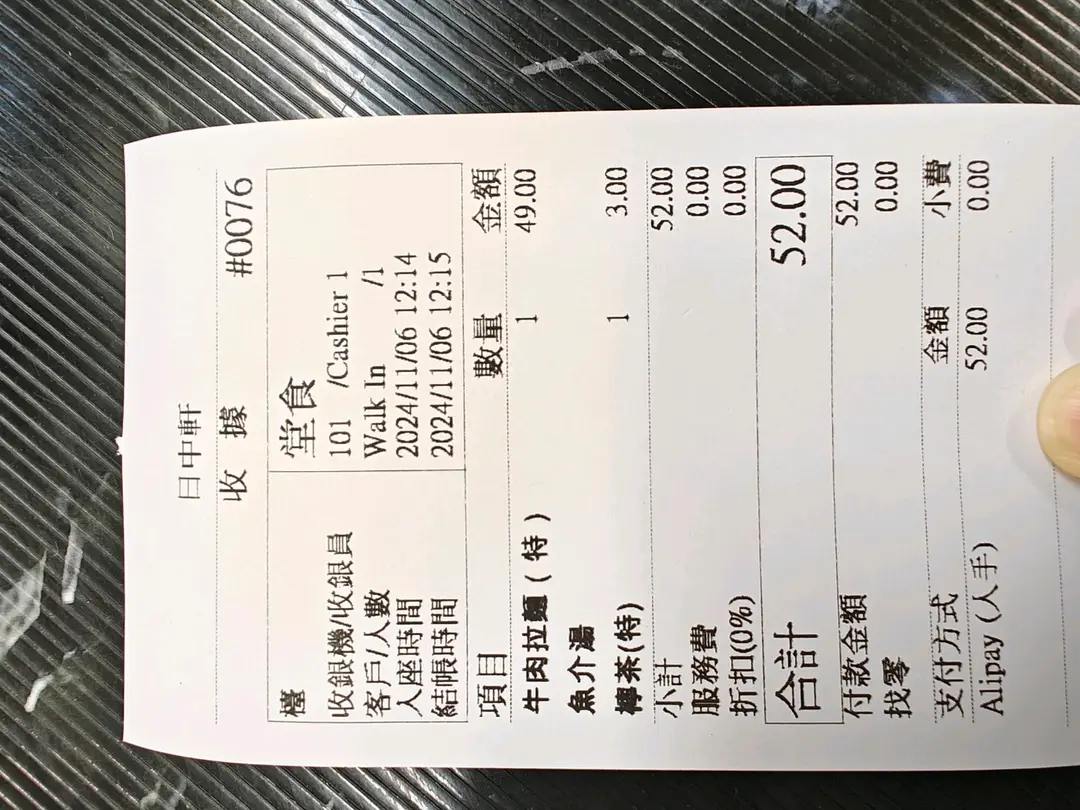 日中軒
收 據 #0076
檯 堂食
收銀機/收銀員 101 /Cashier 1
客戶/人數 Walk In /1
入座時間 2024/11/06 12:14
結帳時間 2024/11/06 12:15
項目 數量 金額
牛肉拉麵(特) 1 49.00
魚介湯
檸茶(特) 1 3.00
小計 52.00
服務費 0.00
折扣(0%) 0.00
合計 52.00
付款金額 52.00
找零 0.00
支付方式 金額 小費
Alipay (人手) 52.00 0.00